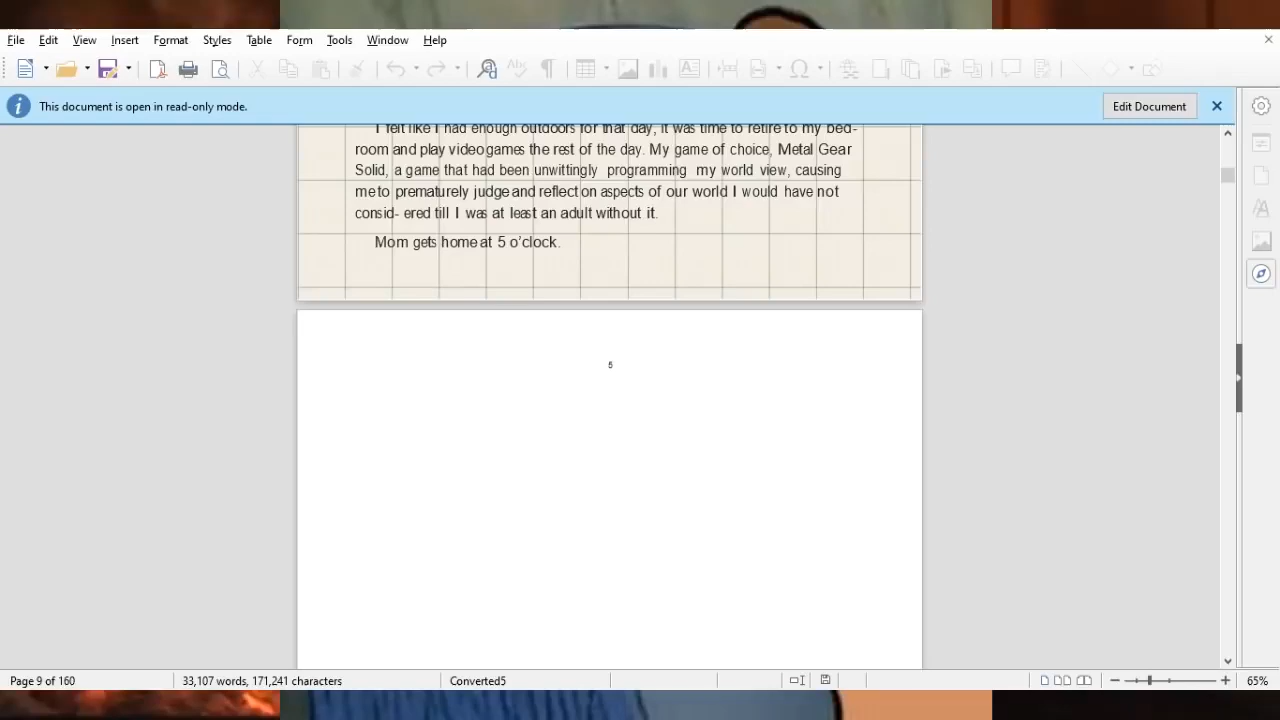 File Edit View Insert Format Styles Table Form Tools Window Help
This document is open in read-only mode.
Edit Document
I felt like I had enough outdoors for that day, it was time to retire to my bed-
room and play videogames the rest of the day. My game of choice, Metal Gear
Solid, a game that had been unwittingly programming my world view, causing
me to prematurely judge and reflect on aspects of our world I would have not
consid- ered till I was at least an adult without it.
Mom gets home at 5 o’clock.
5
Page 9 of 160 33,107 words, 171,241 characters Converted5 65%